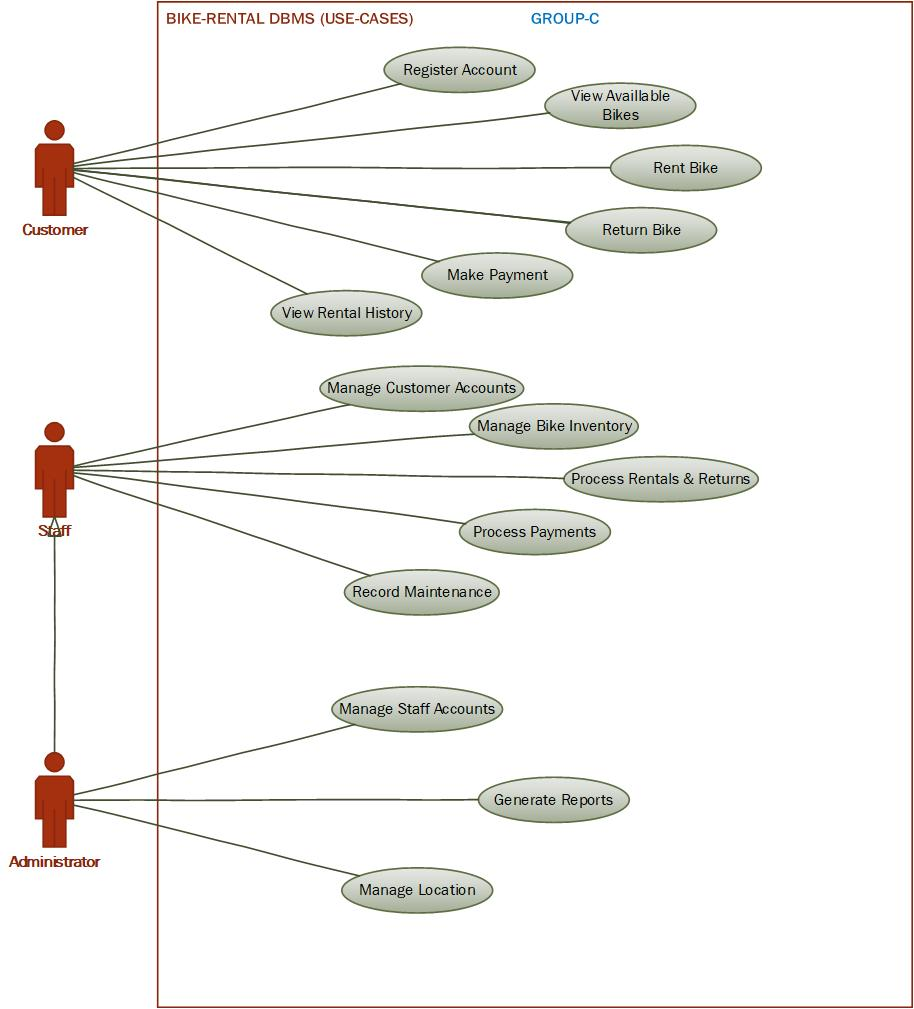 BIKE-RENTAL DBMS (USE-CASES) GROUP-C
Register Account
View Availlable
Bikes
Rent Bike
Customer
Return Bike
Make Payment
View Rental History
Manage Customer Accounts
Manage Bike Inventory
Process Rentals & Returns
Staff
Process Payments
Record Maintenance
Manage Staff Accounts
Generate Reports
Administrator
Manage Location